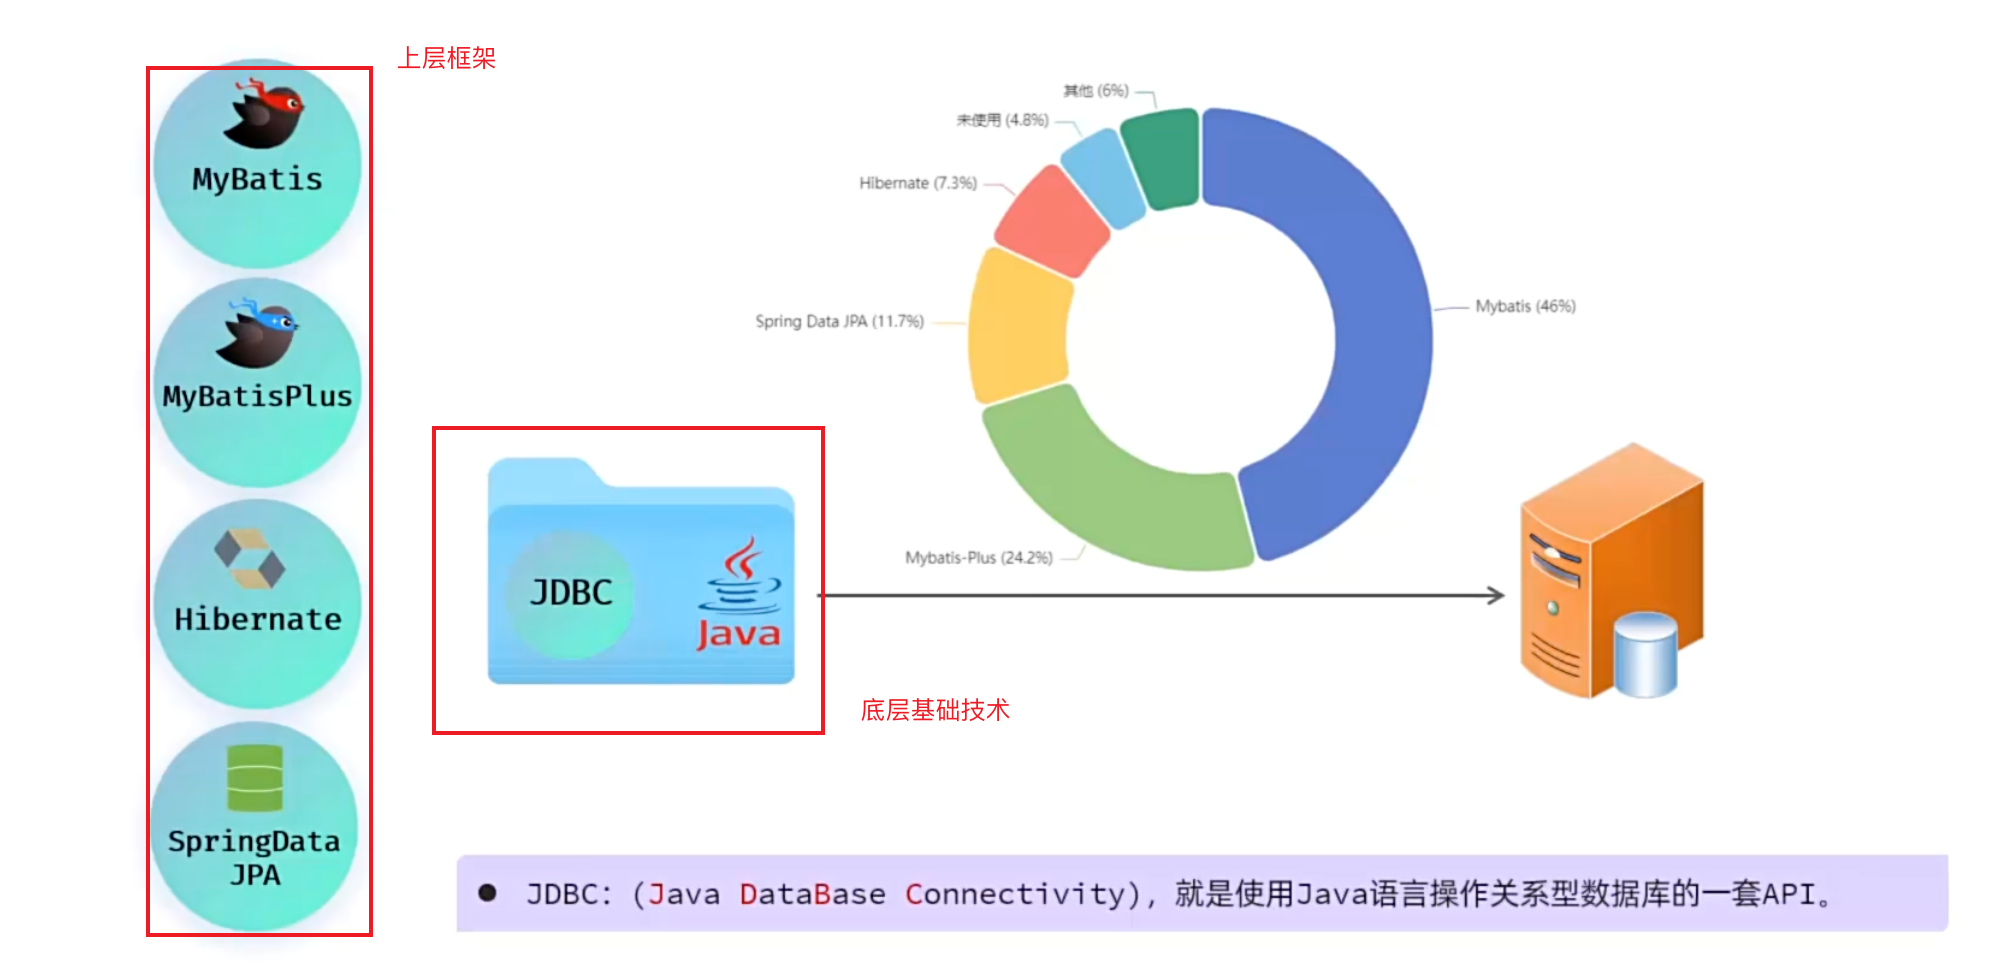 上层框架
MyBatis
MyBatisPlus
Hibernate
SpringData
JPA
其他 (6%)
未使用 (4.8%)
Hibernate (7.3%)
Spring Data JPA (11.7%)
Mybatis (46%)
Mybatis-Plus (24.2%)
JDBC
Java
底层基础技术
● JDBC: (Java DataBase Connectivity), 就是使用Java语言操作关系型数据库的一套API。